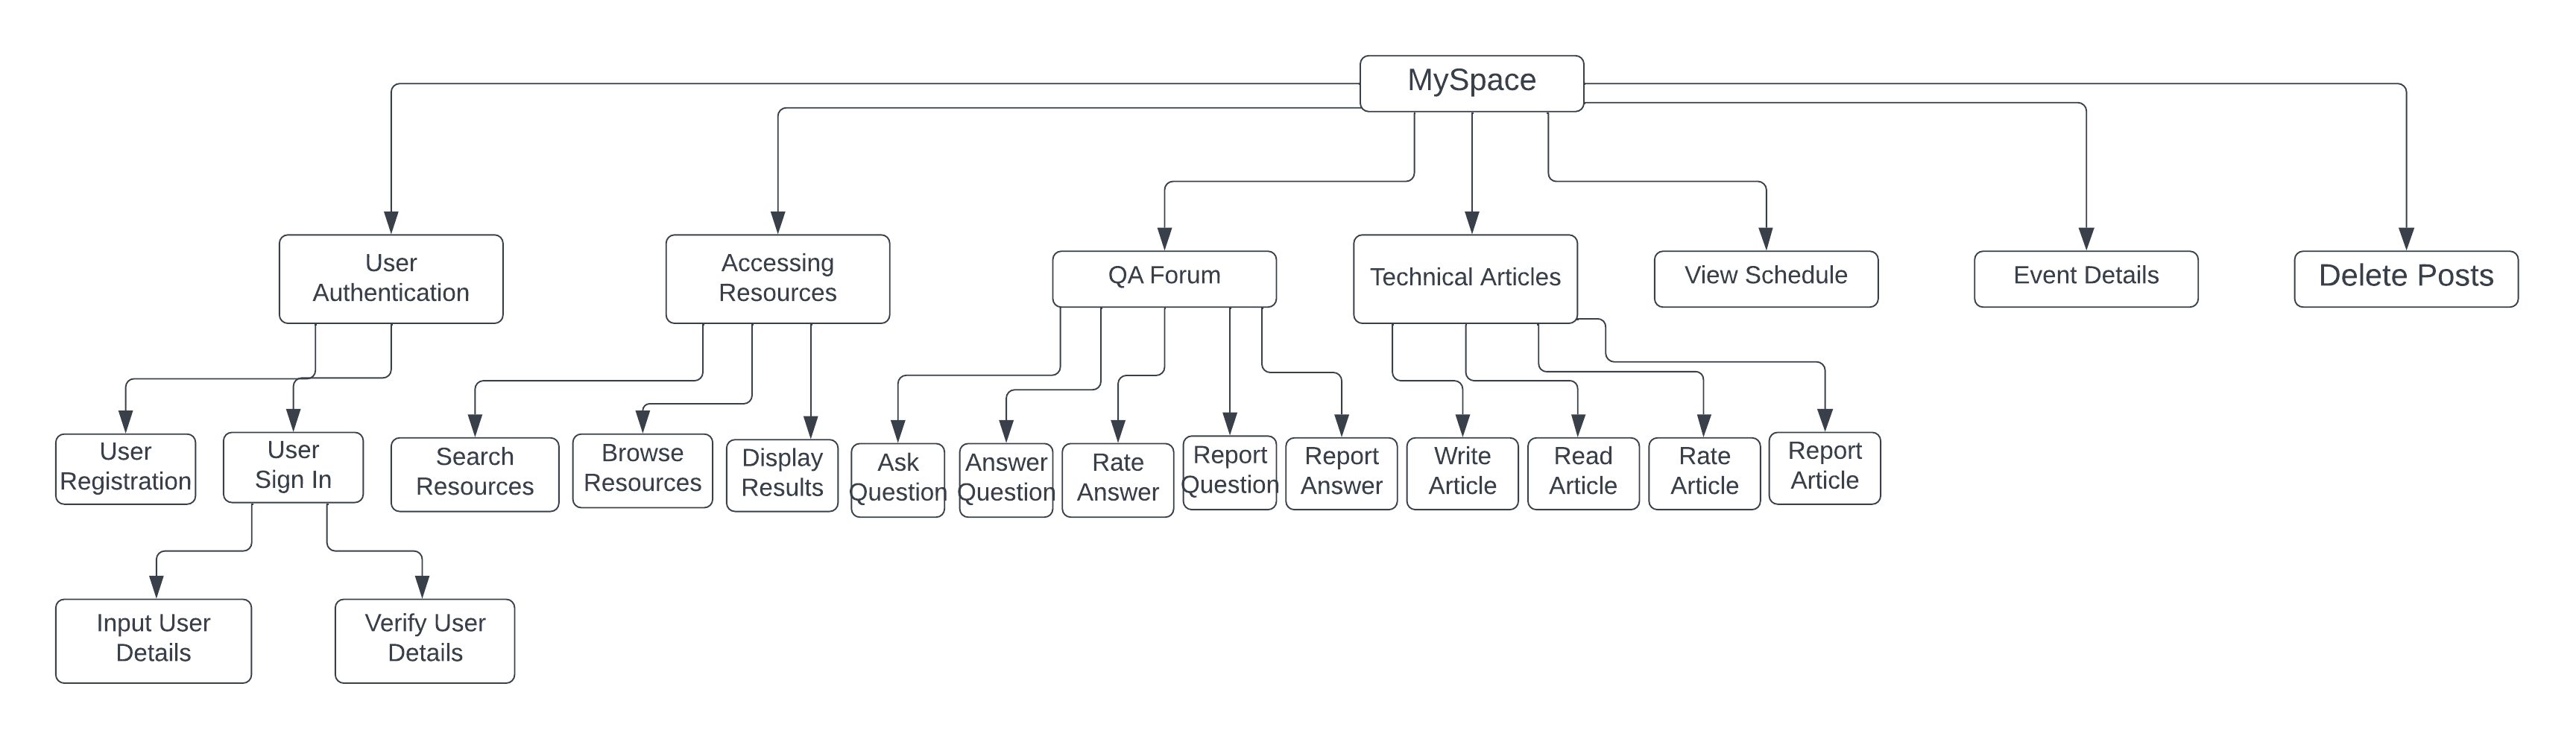 MySpace
User
Authentication
Accessing
Resources
QA Forum
Technical Articles
View Schedule
Event Details
Delete Posts
User
Registration
User
Sign In
Search
Resources
Browse
Resources
Display
Results
Ask
Question
Answer
Question
Rate
Answer
Report
Question
Report
Answer
Write
Article
Read
Article
Rate
Article
Report
Article
Input User
Details
Verify User
Details